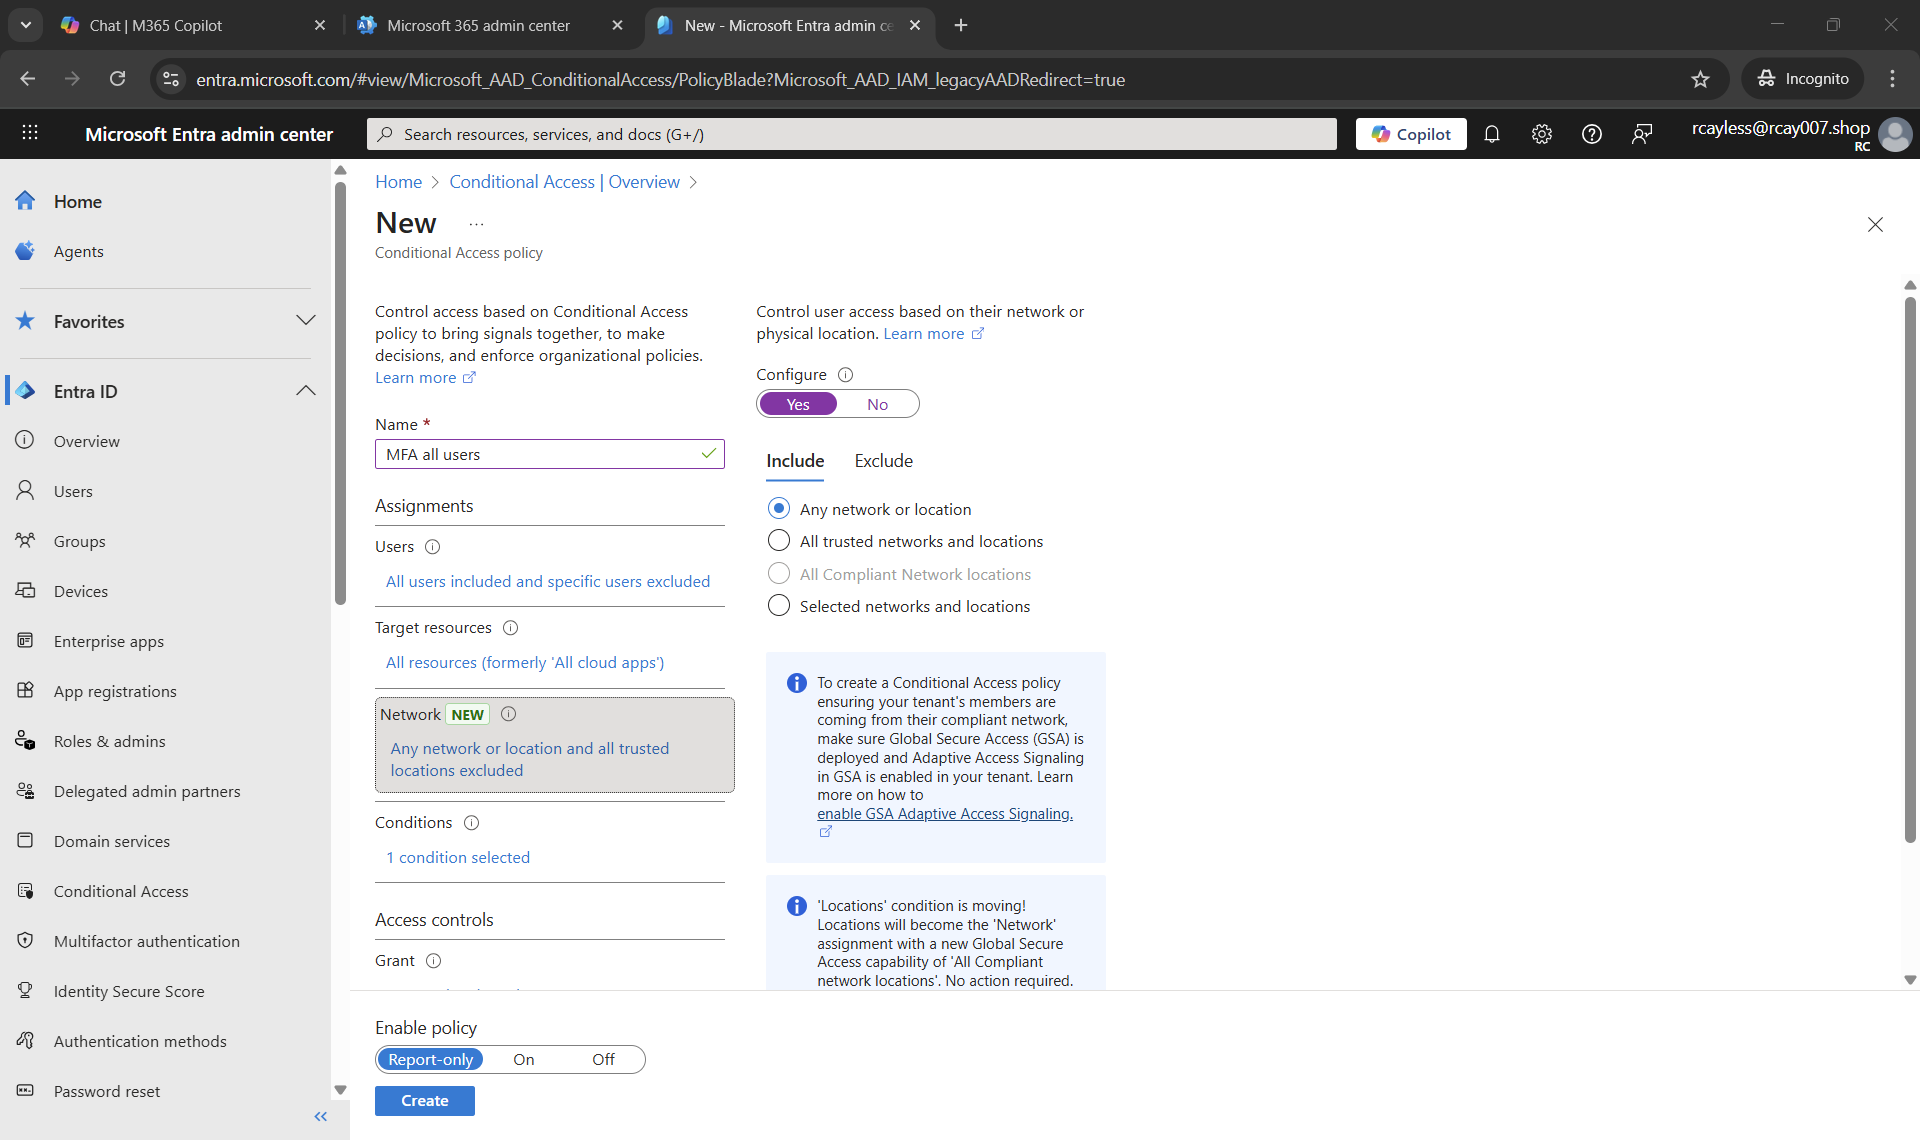 Chat | M365 Copilot
Microsoft 365 admin center
New - Microsoft Entra admin ce
entra.microsoft.com/#view/Microsoft_AAD_ConditionalAccess/PolicyBlade?Microsoft_AAD_IAM_legacyAADRedirect=true
Incognito
Microsoft Entra admin center
Search resources, services, and docs (G+/)
Copilot
rcayless@rcay007.shop
RC
Home
Agents
Favorites
Entra ID
Overview
Users
Groups
Devices
Enterprise apps
App registrations
Roles & admins
Delegated admin partners
Domain services
Conditional Access
Multifactor authentication
Identity Secure Score
Authentication methods
Password reset
Home > Conditional Access | Overview >
New ...
Conditional Access policy
Control access based on Conditional Access
policy to bring signals together, to make
decisions, and enforce organizational policies.
Learn more
Name *
MFA all users
Assignments
Users
All users included and specific users excluded
Target resources
All resources (formerly 'All cloud apps')
Network NEW
Any network or location and all trusted
locations excluded
Conditions
1 condition selected
Access controls
Grant
Control user access based on their network or
physical location. Learn more
Configure
Yes No
Include Exclude
Any network or location
All trusted networks and locations
All Compliant Network locations
Selected networks and locations
To create a Conditional Access policy
ensuring your tenant's members are
coming from their compliant network,
make sure Global Secure Access (GSA) is
deployed and Adaptive Access Signaling
in GSA is enabled in your tenant. Learn
more on how to
enable GSA Adaptive Access Signaling.
'Locations' condition is moving!
Locations will become the 'Network'
assignment with a new Global Secure
Access capability of 'All Compliant
network locations'. No action required.
Enable policy
Report-only On Off
Create